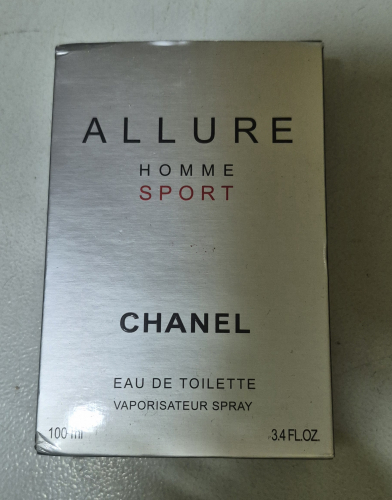 ALLURE
HOMME
SPORT
CHANEL
EAU DE TOILETTE
VAPORISATEUR SPRAY
100 ml 3.4 FL.OZ.